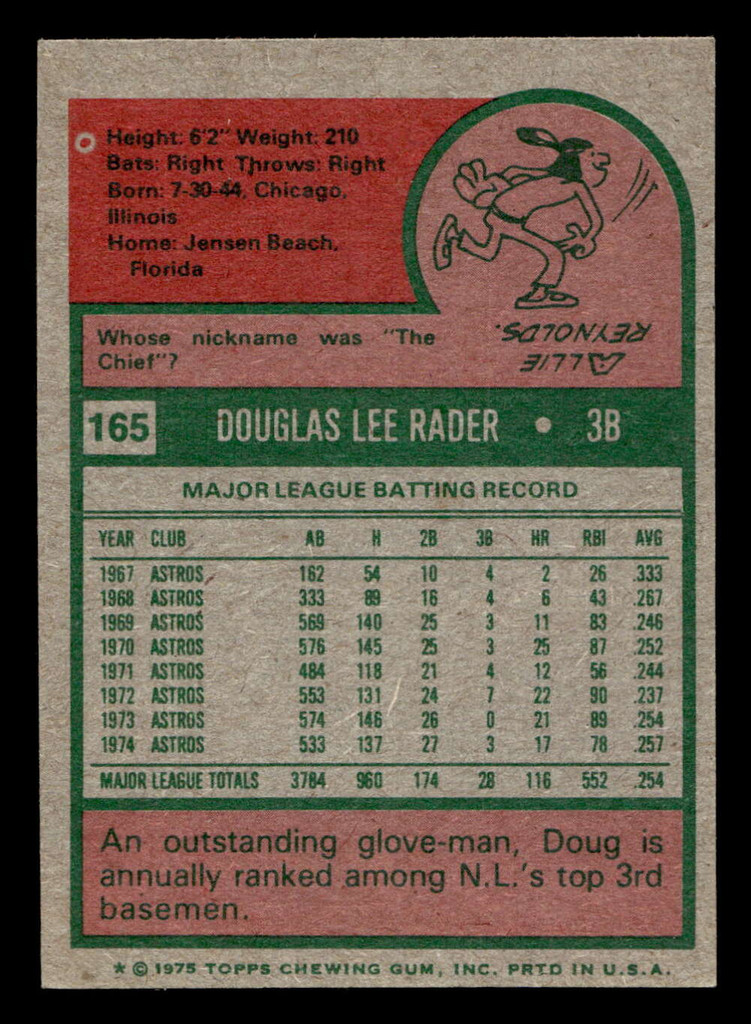 Height: 6'2" Weight: 210
Bats: Right Throws: Right
Born: 7-30-44, Chicago,
Illinois
Home: Jensen Beach,
Florida
Whose nickname was "The
Chief"?
ALLIE
REYNOLDS.
165 DOUGLAS LEE RADER • 3B
MAJOR LEAGUE BATTING RECORD
YEAR CLUB AB H 2B 3B HR RBI AVG
1967 ASTROS 162 54 10 4 2 26 .333
1968 ASTROS 333 89 16 4 6 43 .267
1969 ASTROS 569 140 25 3 11 83 .246
1970 ASTROS 576 145 25 3 25 87 .252
1971 ASTROS 484 118 21 4 12 56 .244
1972 ASTROS 553 131 24 7 22 90 .237
1973 ASTROS 574 146 26 0 21 89 .254
1974 ASTROS 533 137 27 3 17 78 .257
MAJOR LEAGUE TOTALS 3784 960 174 28 116 552 .254
An outstanding glove-man, Doug is
annually ranked among N.L.'s top 3rd
basemen.
* © 1975 TOPPS CHEWING GUM, INC. PRTD IN U.S.A.